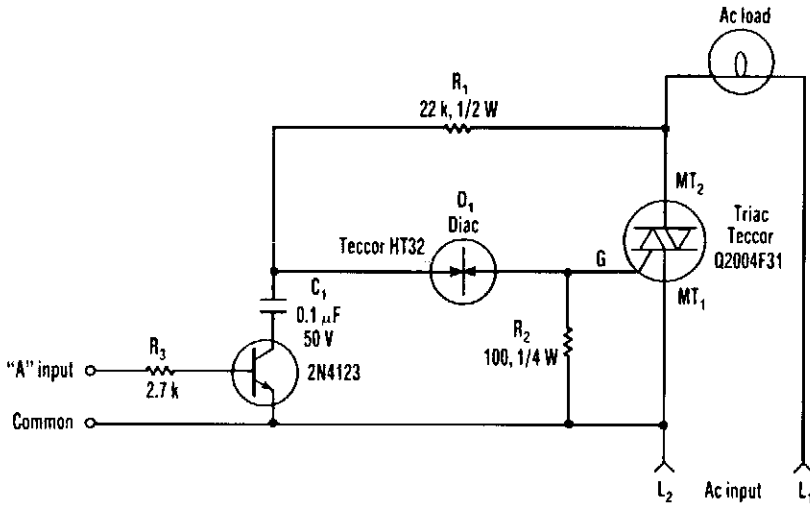 Ac load
R₁
22 k, 1/2 W
MT₂
D₁
Diac
Triac
Teccor
Q2004F31
Teccor HT32
G
MT₁
C₁
0.1 μF
50 V
R₂
100, 1/4 W
R₃
"A" input
2.7 k
2N4123
Common
L₂
Ac input
L₁